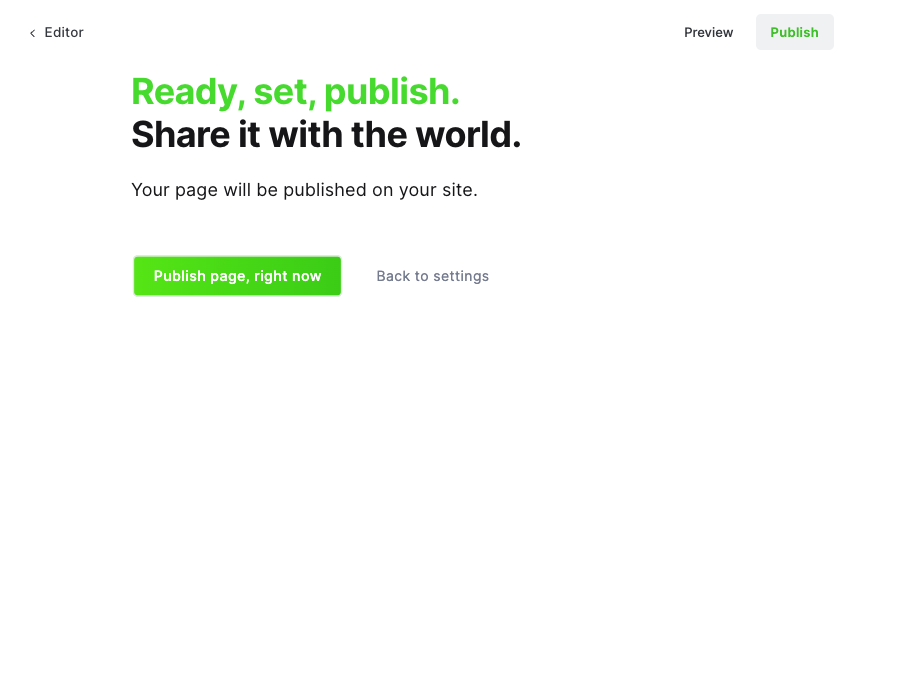 Editor
Preview
Publish
Ready, set, publish.
Share it with the world.
Your page will be published on your site.
Publish page, right now
Back to settings